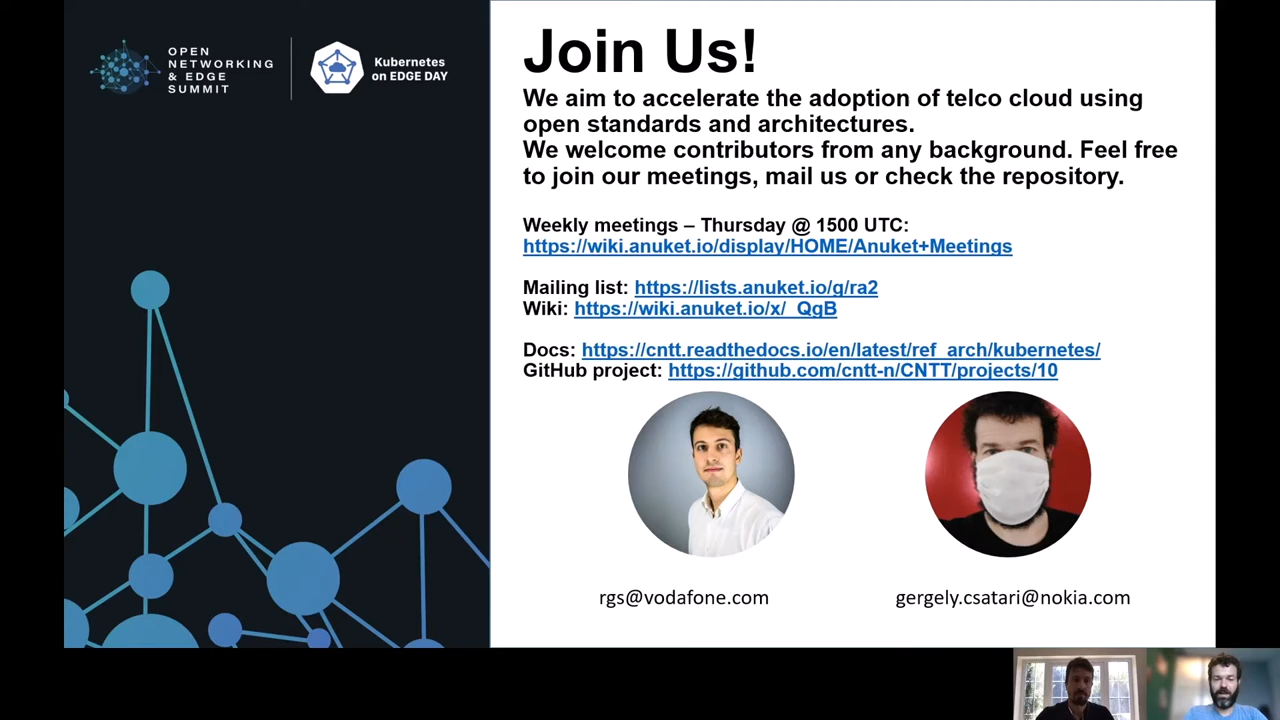 OPEN
NETWORKING
& EDGE
SUMMIT
Kubernetes
on EDGE DAY
Join Us!
We aim to accelerate the adoption of telco cloud using
open standards and architectures.
We welcome contributors from any background. Feel free
to join our meetings, mail us or check the repository.
Weekly meetings – Thursday @ 1500 UTC:
https://wiki.anuket.io/display/HOME/Anuket+Meetings
Mailing list: https://lists.anuket.io/g/ra2
Wiki: https://wiki.anuket.io/x/_QgB
Docs: https://cntt.readthedocs.io/en/latest/ref_arch/kubernetes/
GitHub project: https://github.com/cntt-n/CNTT/projects/10
rgs@vodafone.com
gergely.csatari@nokia.com